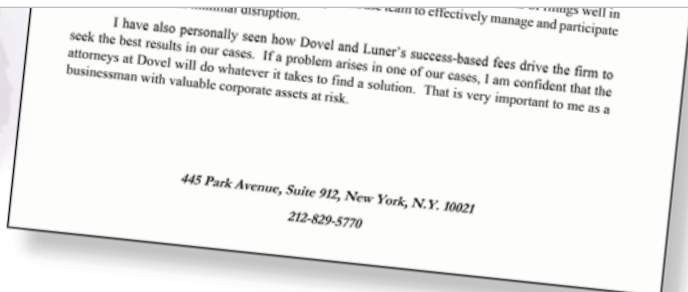 disruption.
team to effectively manage and participate
well in
I have also personally seen how Dovel and Luner's success-based fees drive the firm to
seek the best results in our cases. If a problem arises in one of our cases, I am confident that the
attorneys at Dovel will do whatever it takes to find a solution. That is very important to me as a
businessman with valuable corporate assets at risk.
445 Park Avenue, Suite 912, New York, N.Y. 10021
212-829-5770